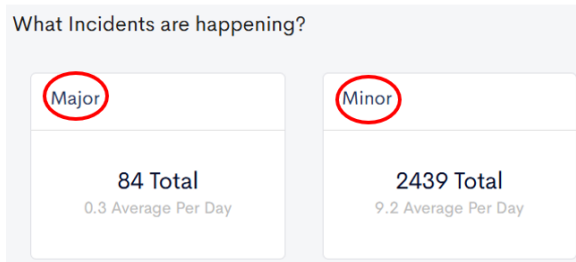 What Incidents are happening?
Major
84 Total
0.3 Average Per Day
Minor
2439 Total
9.2 Average Per Day